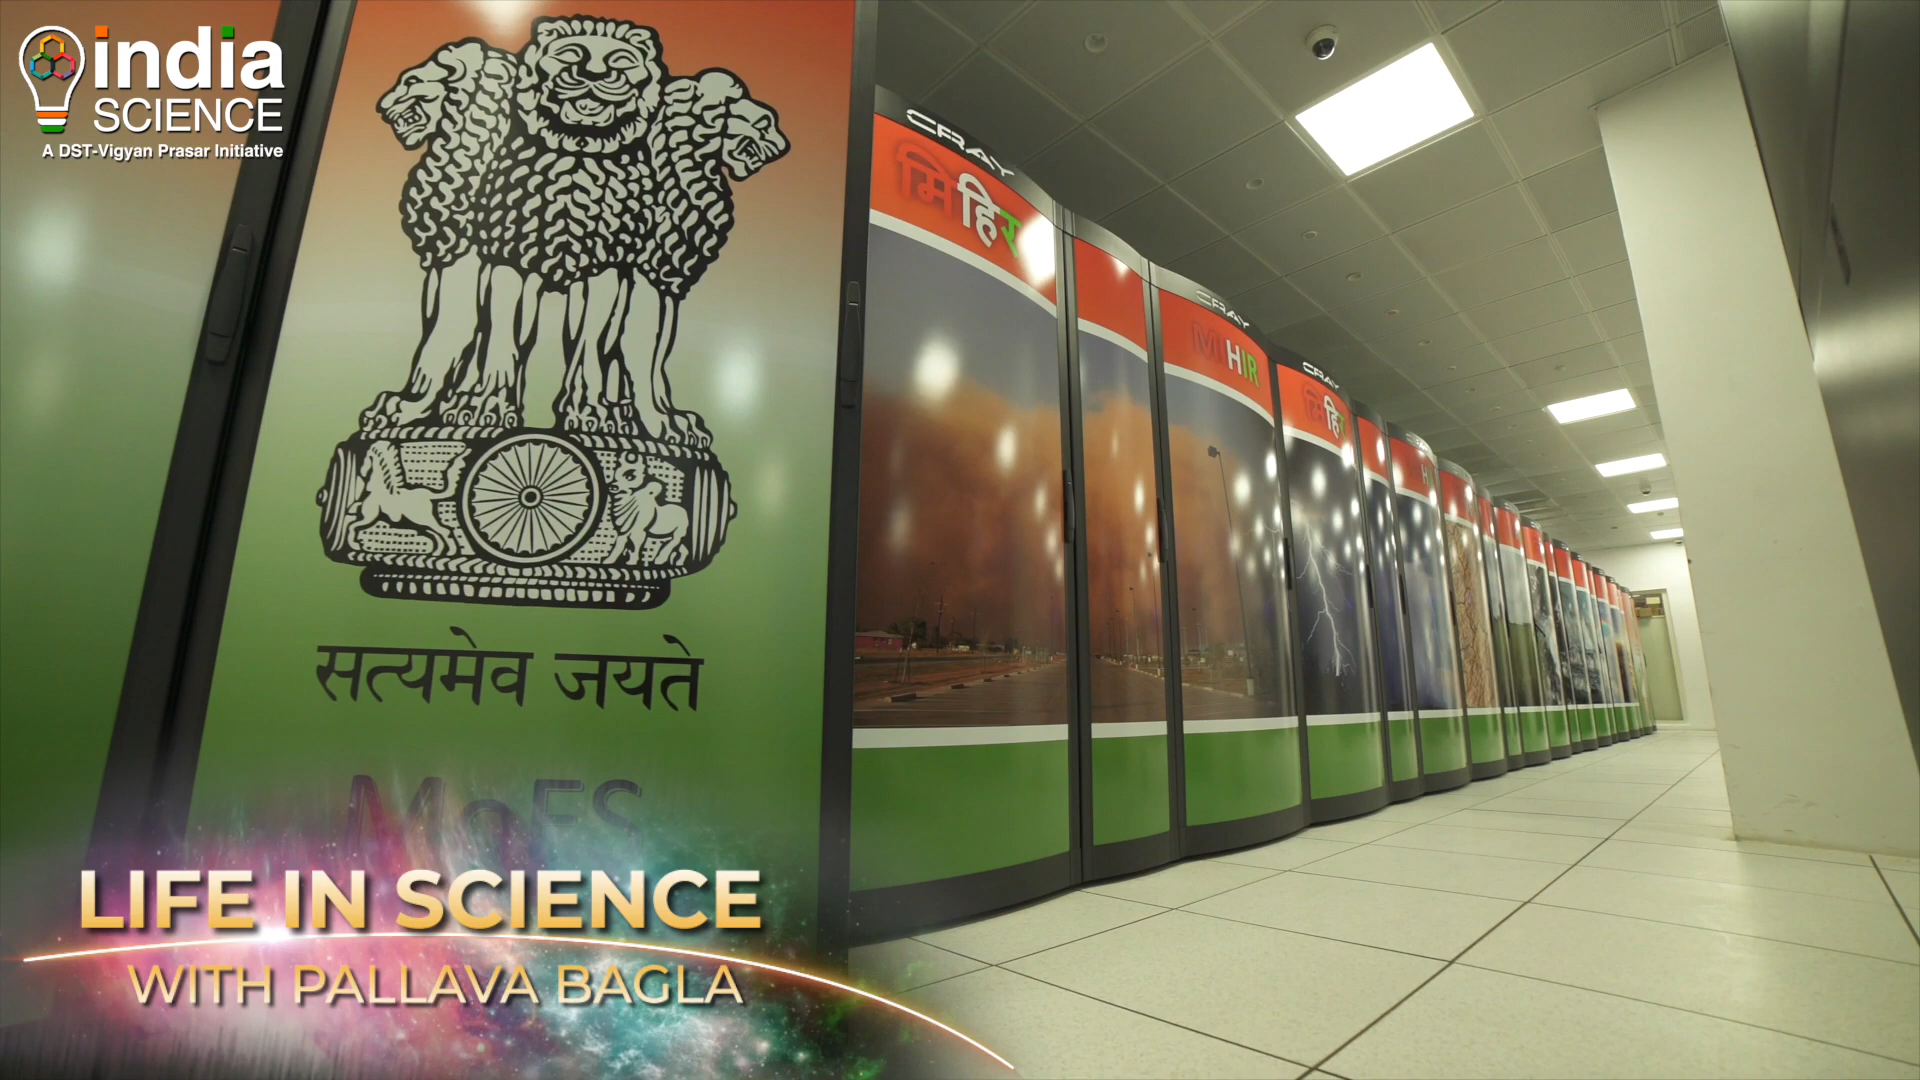 india
SCIENCE
A DST-Vigyan Prasar Initiative
CRAY
मिहिर
CRAY
MIHIR
CRAY
मिहिर
सत्यमेव जयते
MoES
LIFE IN SCIENCE
WITH PALLAVA BAGLA